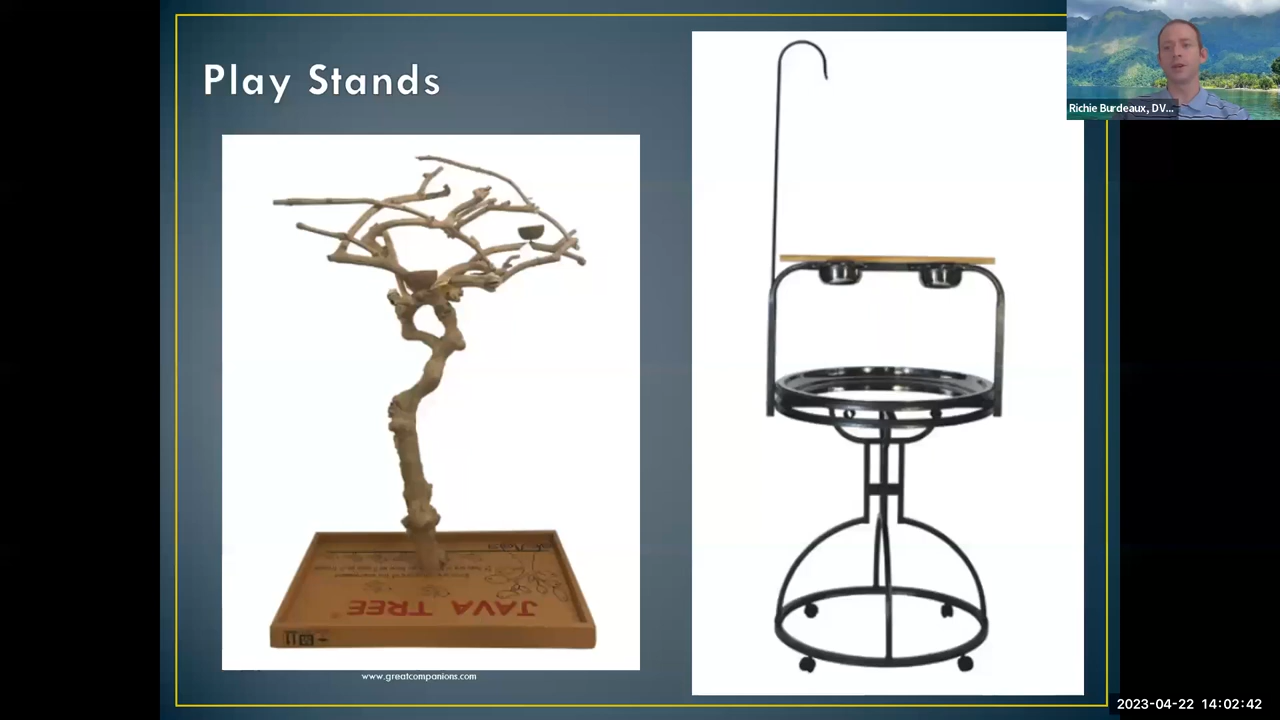 Play Stands
Richie Burdeaux, DV...
JAVA TREE
www.greatcompanions.com
2023-04-22 14:02:42